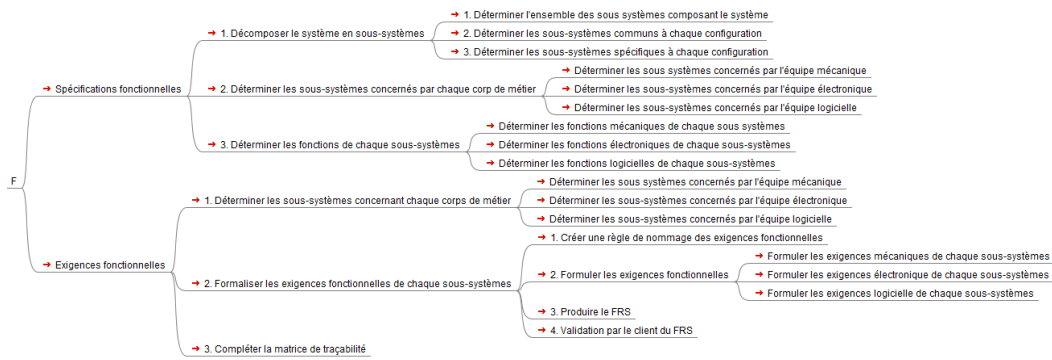 F
Spécifications fonctionnelles
1. Décomposer le système en sous-systèmes
1. Déterminer l'ensemble des sous systèmes composant le système
2. Déterminer les sous-systèmes communs à chaque configuration
3. Déterminer les sous-systèmes spécifiques à chaque configuration
2. Déterminer les sous-systèmes concernés par chaque corp de métier
Déterminer les sous systèmes concernés par l'équipe mécanique
Déterminer les sous-systèmes concernés par l'équipe électronique
Déterminer les sous-systèmes concernés par l'équipe logicielle
3. Déterminer les fonctions de chaque sous-systèmes
Déterminer les fonctions mécaniques de chaque sous systèmes
Déterminer les fonctions électroniques de chaque sous-systèmes
Déterminer les fonctions logicielles de chaque sous-systèmes
Exigences fonctionnelles
1. Déterminer les sous-systèmes concernant chaque corps de métier
Déterminer les sous systèmes concernés par l'équipe mécanique
Déterminer les sous-systèmes concernés par l'équipe électronique
Déterminer les sous-systèmes concernés par l'équipe logicielle
2. Formaliser les exigences fonctionnelles de chaque sous-systèmes
1. Créer une règle de nommage des exigences fonctionnelles
2. Formuler les exigences fonctionnelles
Formuler les exigences mécaniques de chaque sous-systèmes
Formuler les exigences électronique de chaque sous-systèmes
Formuler les exigences logicielle de chaque sous-systèmes
3. Produire le FRS
4. Validation par le client du FRS
3. Compléter la matrice de traçabilité